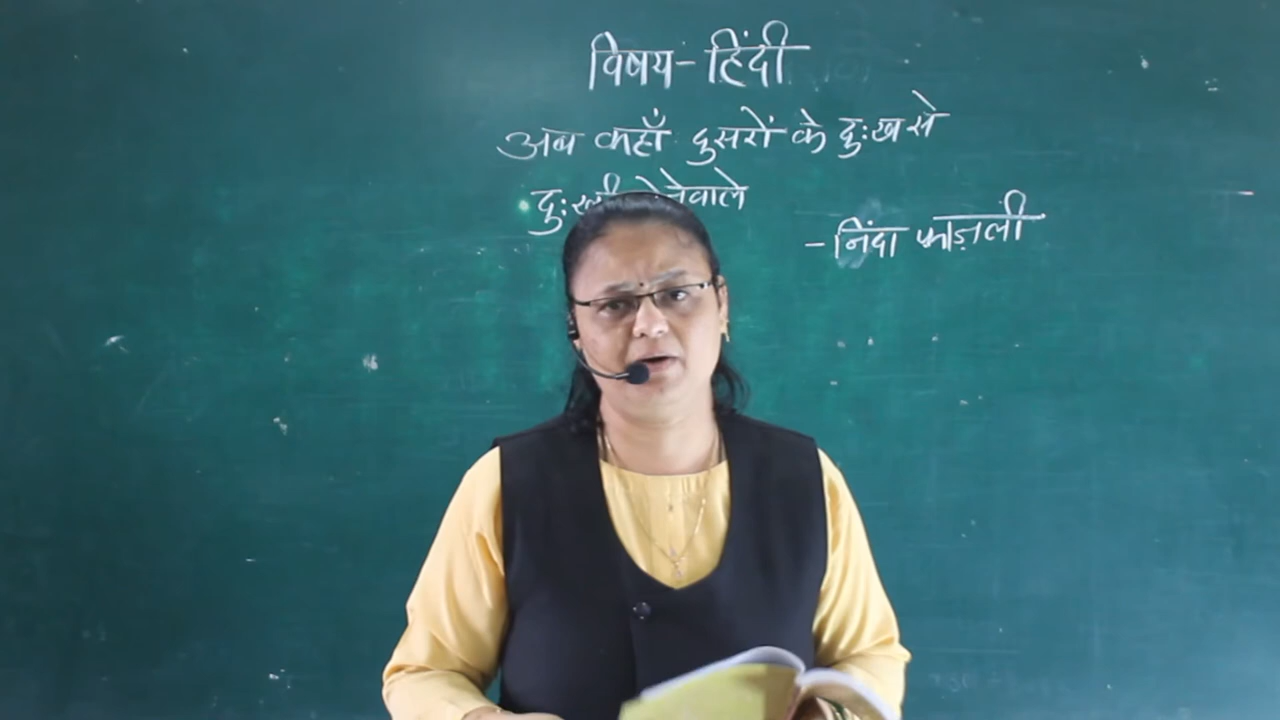 विषय - हिंदी
अब कहाँ दुसरों के दुःख से
- निंदा फाज़ली